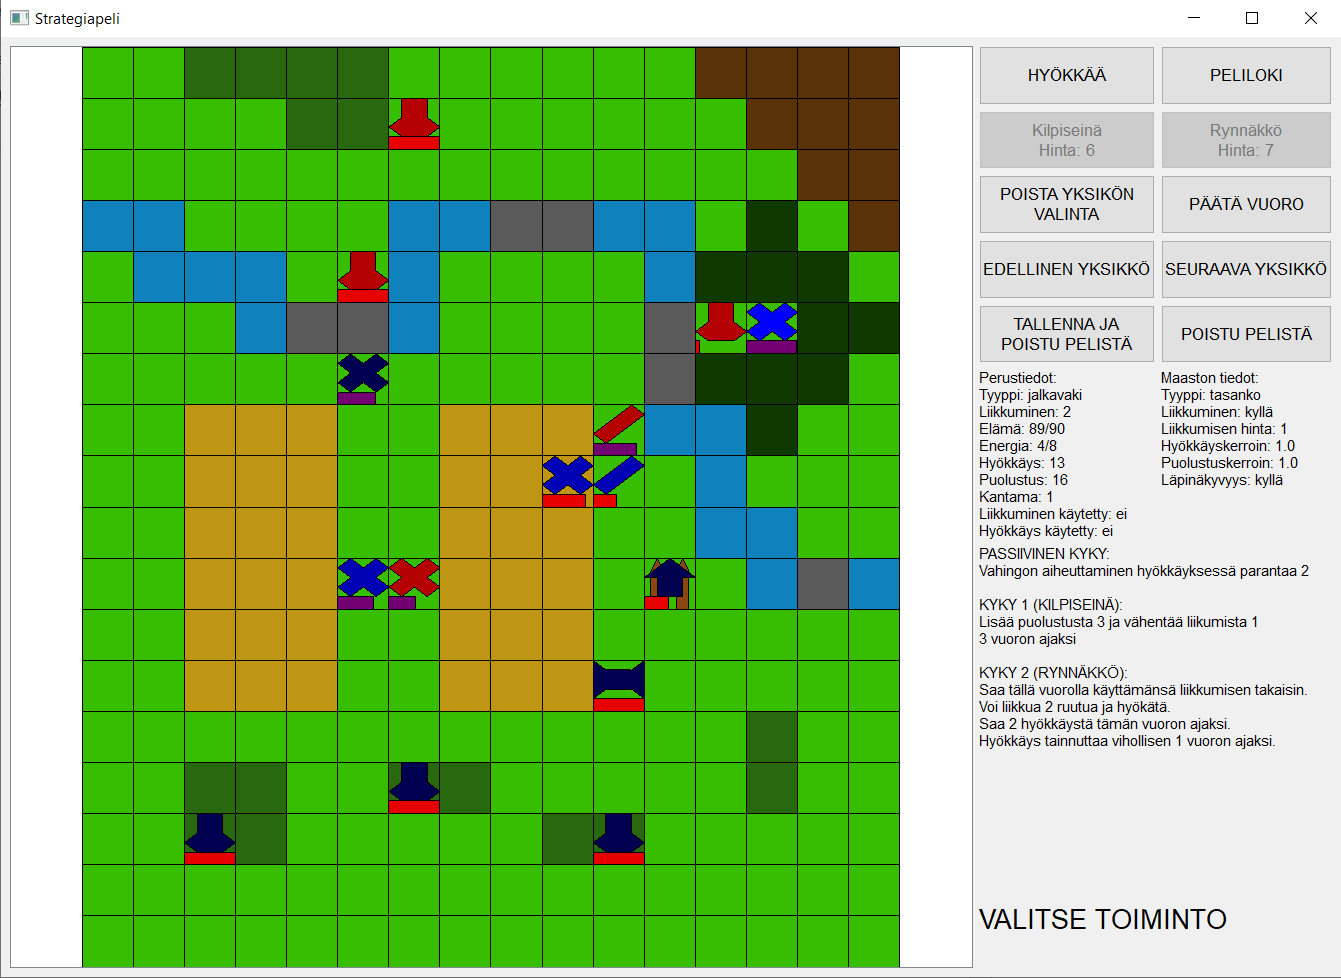 Strategiapeli
HYÖKKÄÄ
PELILOKI
Kilpiseinä
Hinta: 6
Rynnäkkö
Hinta: 7
POISTA YKSIKÖN
VALINTA
PÄÄTÄ VUORO
EDELLINEN YKSIKKÖ
SEURAAVA YKSIKKÖ
TALLENNA JA
POISTU PELISTÄ
POISTU PELISTÄ
Perustiedot:
Tyyppi: jalkavaki
Liikkuminen: 2
Elämä: 89/90
Energia: 4/8
Hyökkäys: 13
Puolustus: 16
Kantama: 1
Liikkuminen käytetty: ei
Hyökkäys käytetty: ei
Maaston tiedot:
Tyyppi: tasanko
Liikkuminen: kyllä
Liikkumisen hinta: 1
Hyökkäyskerroin: 1.0
Puolustuskerroin: 1.0
Läpinäkyvyys: kyllä
PASSIIVINEN KYKY:
Vahingon aiheuttaminen hyökkäyksessä parantaa 2
KYKY 1 (KILPISEINÄ):
Lisää puolustusta 3 ja vähentää liikumista 1
3 vuoron ajaksi
KYKY 2 (RYNNÄKKÖ):
Saa tällä vuorolla käyttämänsä liikkumisen takaisin.
Voi liikkua 2 ruutua ja hyökätä.
Saa 2 hyökkäystä tämän vuoron ajaksi.
Hyökkäys tainnuttaa vihollisen 1 vuoron ajaksi.
VALITSE TOIMINTO